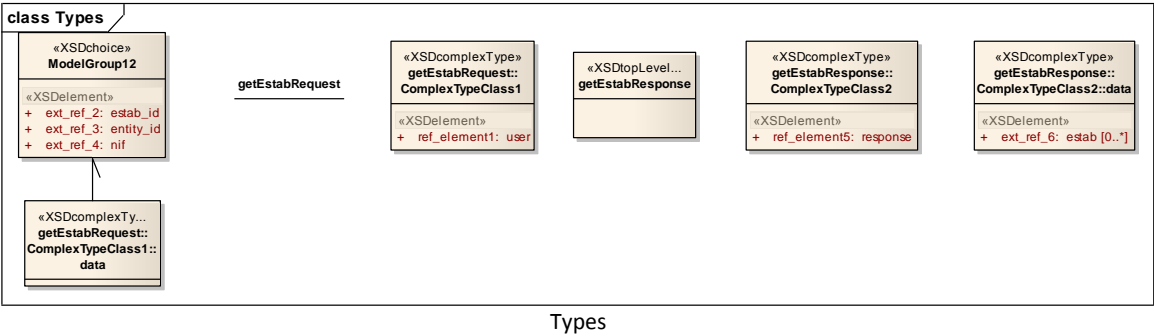 class Types
«XSDchoice»
ModelGroup12
«XSDelement»
+ ext_ref_2: estab_id
+ ext_ref_3: entity_id
+ ext_ref_4: nif
«XSDcomplexTy...
getEstabRequest::
ComplexTypeClass1::
data
getEstabRequest
«XSDcomplexType»
getEstabRequest::
ComplexTypeClass1
«XSDelement»
+ ref_element1: user
«XSDtopLevel...
getEstabResponse
«XSDcomplexType»
getEstabResponse::
ComplexTypeClass2
«XSDelement»
+ ref_element5: response
«XSDcomplexType»
getEstabResponse::
ComplexTypeClass2::data
«XSDelement»
+ ext_ref_6: estab [0..*]
Types